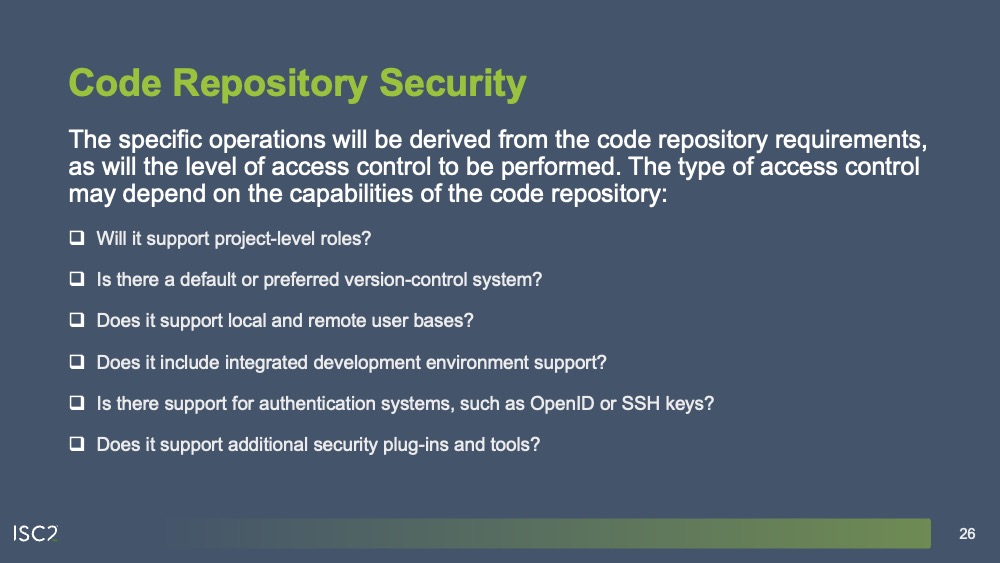 Code Repository Security
The specific operations will be derived from the code repository requirements,
as will the level of access control to be performed. The type of access control
may depend on the capabilities of the code repository:
❑ Will it support project-level roles?
❑ Is there a default or preferred version-control system?
❑ Does it support local and remote user bases?
❑ Does it include integrated development environment support?
❑ Is there support for authentication systems, such as OpenID or SSH keys?
❑ Does it support additional security plug-ins and tools?
ISC2
26